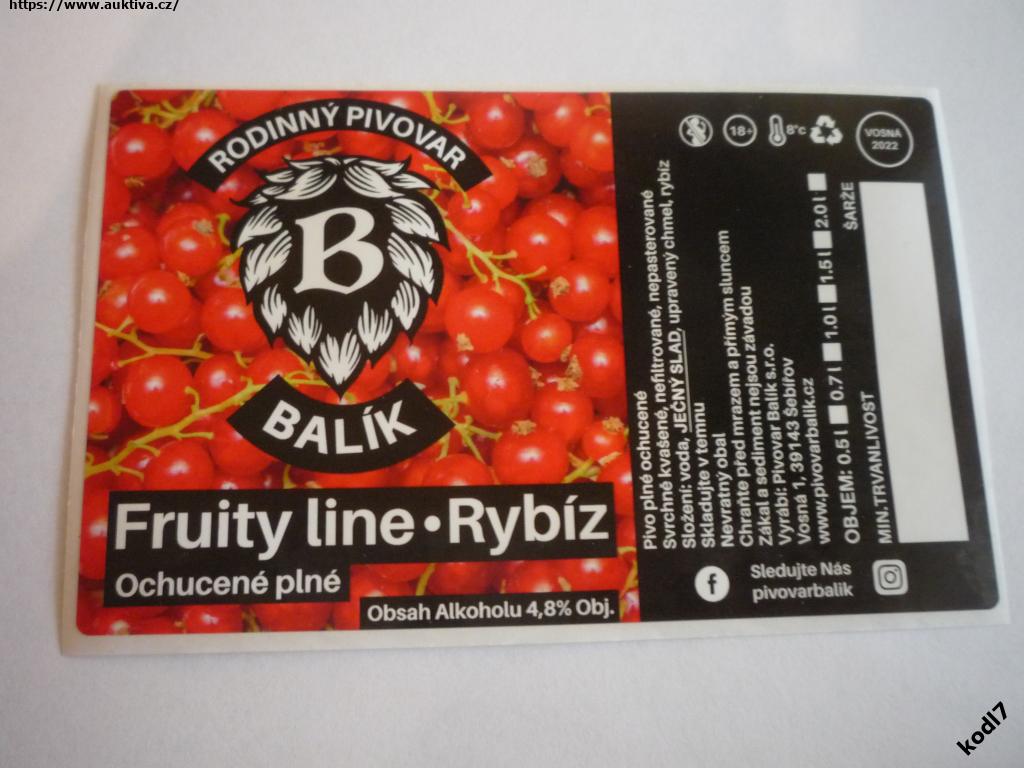 https://www.auktiva.cz/
RODINNÝ PIVOVAR
B
BALÍK
Fruity line • Rybíz
Ochucené plné
Obsah Alkoholu 4,8% Obj.
Pivo plné ochucené
Svrchně kvašené, nefiltrované, nepasterované
Složení: voda, JEČNÝ SLAD, upravený chmel, rybíz
Skladujte v temnu
Nevratný obal
Chraňte před mrazem a přímým sluncem
Zákal a sediment nejsou závadou
Vyrábí: Pivovar Balík s.r.o.
Vosná 1, 39143 Šebířov
www.pivovarbalik.cz
OBJEM: 0.5 l 0.7 l 1.0 l 1.5 l 2.0 l
MIN.TRVANLIVOST ŠARŽE
18+
8°c
VOSNÁ
2022
f
Sledujte Nás
pivovarbalik
kodl7